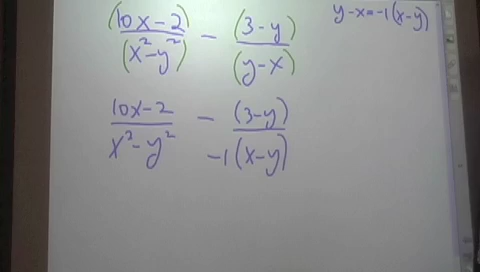 (10x-2)/(x²-y²) - (3-y)/(y-x)
y-x=-1(x-y)
10x-2/x²-y² - (3-y)/-1(x-y)